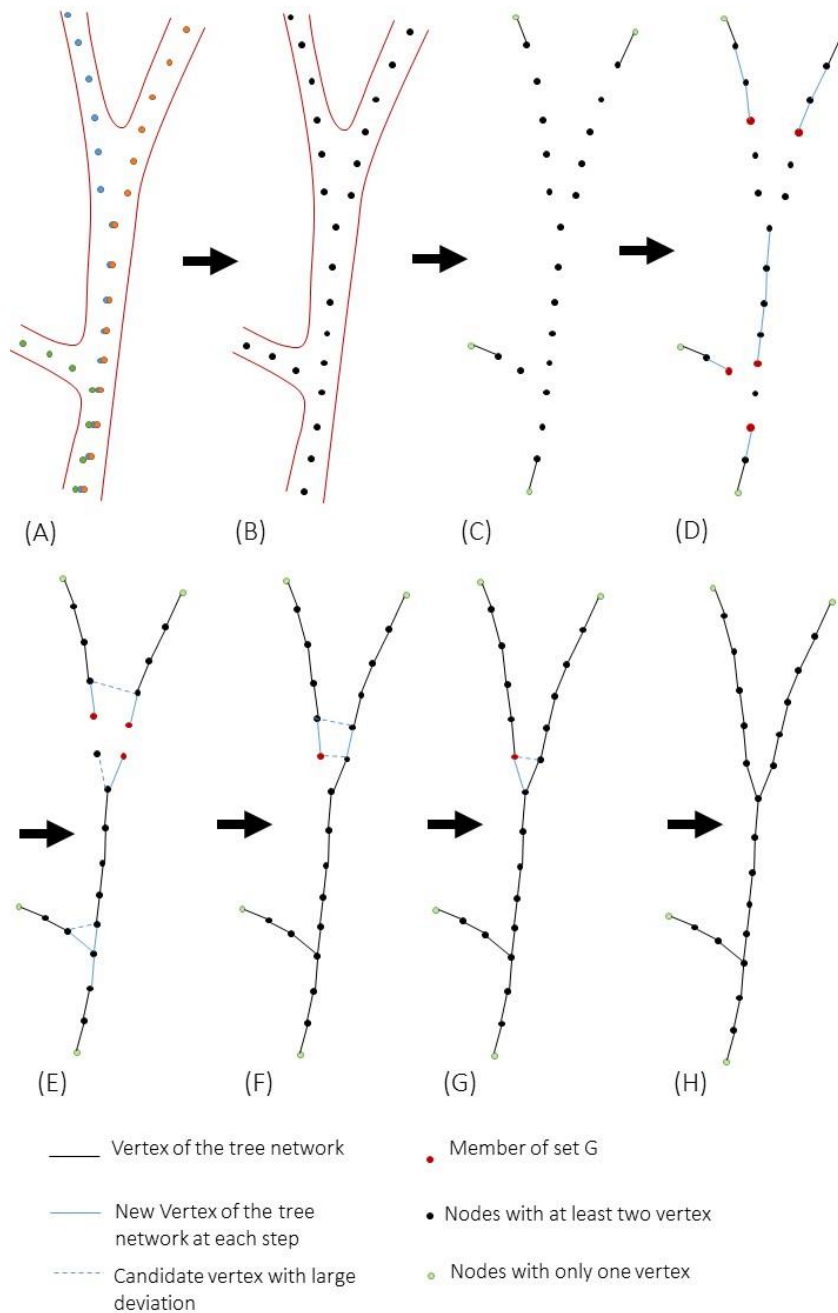 (A)
(B)
(C)
(D)
(E)
(F)
(G)
(H)
Vertex of the tree network
Member of set G
New Vertex of the tree
network at each step
Nodes with at least two vertex
Candidate vertex with large
deviation
Nodes with only one vertex